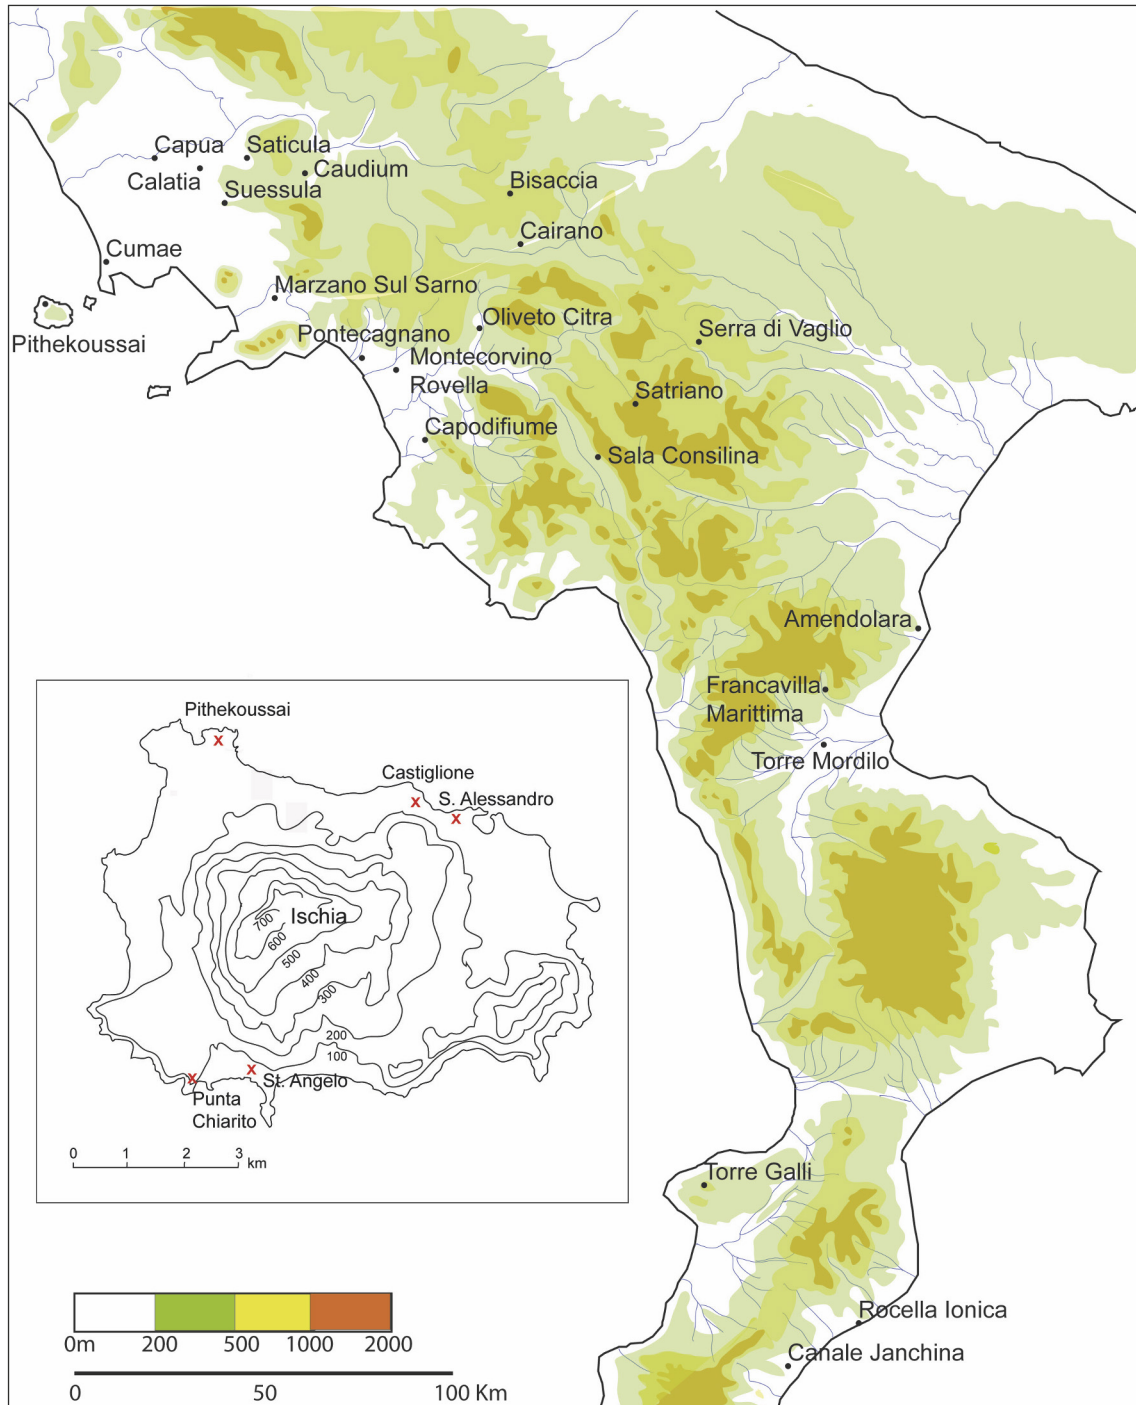 Capua
Saticula
Calatia
Caudium
Suessula
Bisaccia
Cairano
Cumae
Marzano Sul Sarno
Pithekoussai
Pontecagnano
Oliveto Citra
Serra di Vaglio
Montecorvino
Rovella
Satriano
Capodifiume
Sala Consilina
Amendolara
Francavilla
Marittima
Torre Mordilo
Pithekoussai
Castiglione
S. Alessandro
Ischia
700
600
500
400
300
200
100
St. Angelo
Punta
Chiarito
0 1 2 3
km
Torre Galli
Rocella Ionica
Canale Janchina
0m 200 500 1000 2000
0 50 100 Km